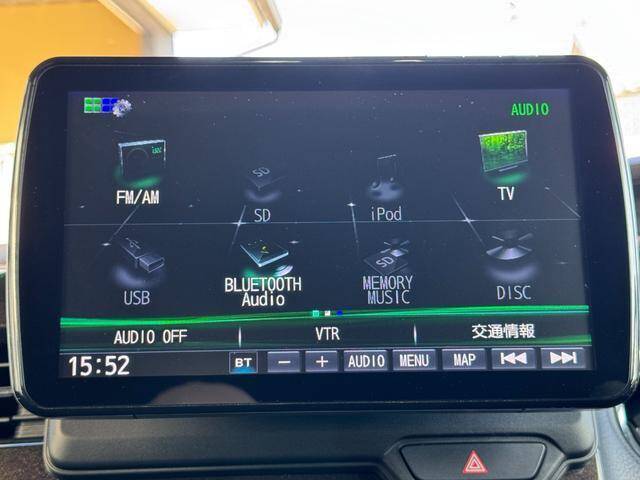 AUDIO
FM/AM
SD
iPod
TV
USB
BLUETOOTH
Audio
MEMORY
MUSIC
DISC
AUDIO OFF
VTR
交通情報
15:52
BT
－
＋
AUDIO
MENU
MAP